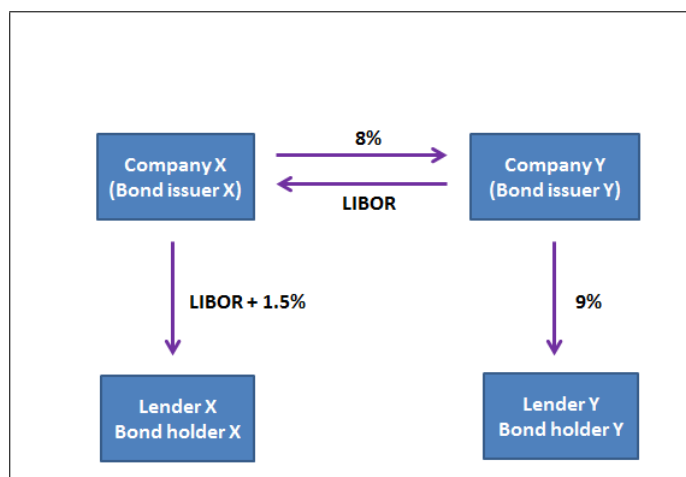 8%
Company X
(Bond issuer X)
Company Y
(Bond issuer Y)
LIBOR
LIBOR + 1.5%
9%
Lender X
Bond holder X
Lender Y
Bond holder Y